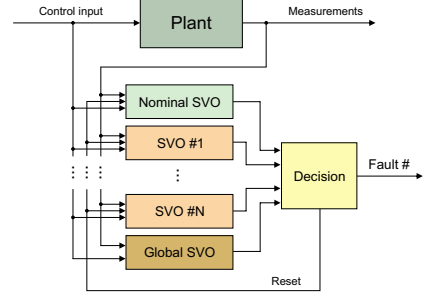 Control input
Plant
Measurements
Nominal SVO
SVO #1
Decision
Fault #
SVO #N
Global SVO
Reset